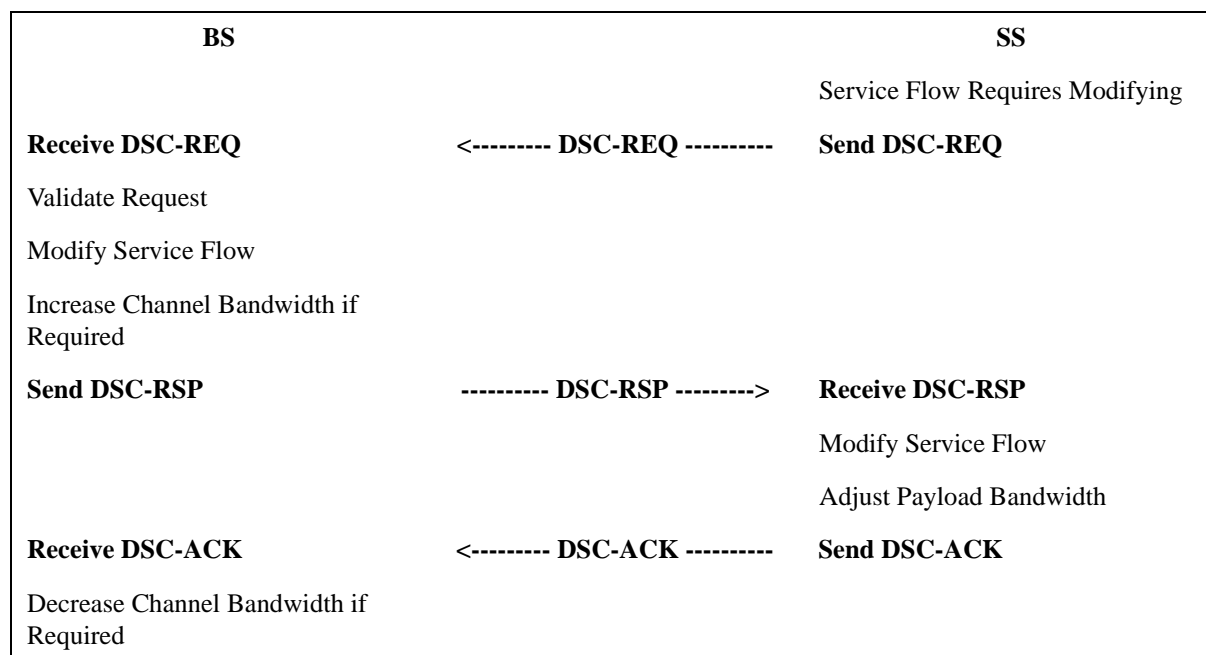 BS SS
Service Flow Requires Modifying
Receive DSC-REQ <--------- DSC-REQ ---------- Send DSC-REQ
Validate Request
Modify Service Flow
Increase Channel Bandwidth if
Required
Send DSC-RSP ---------- DSC-RSP ---------> Receive DSC-RSP
Modify Service Flow
Adjust Payload Bandwidth
Receive DSC-ACK <--------- DSC-ACK ---------- Send DSC-ACK
Decrease Channel Bandwidth if
Required